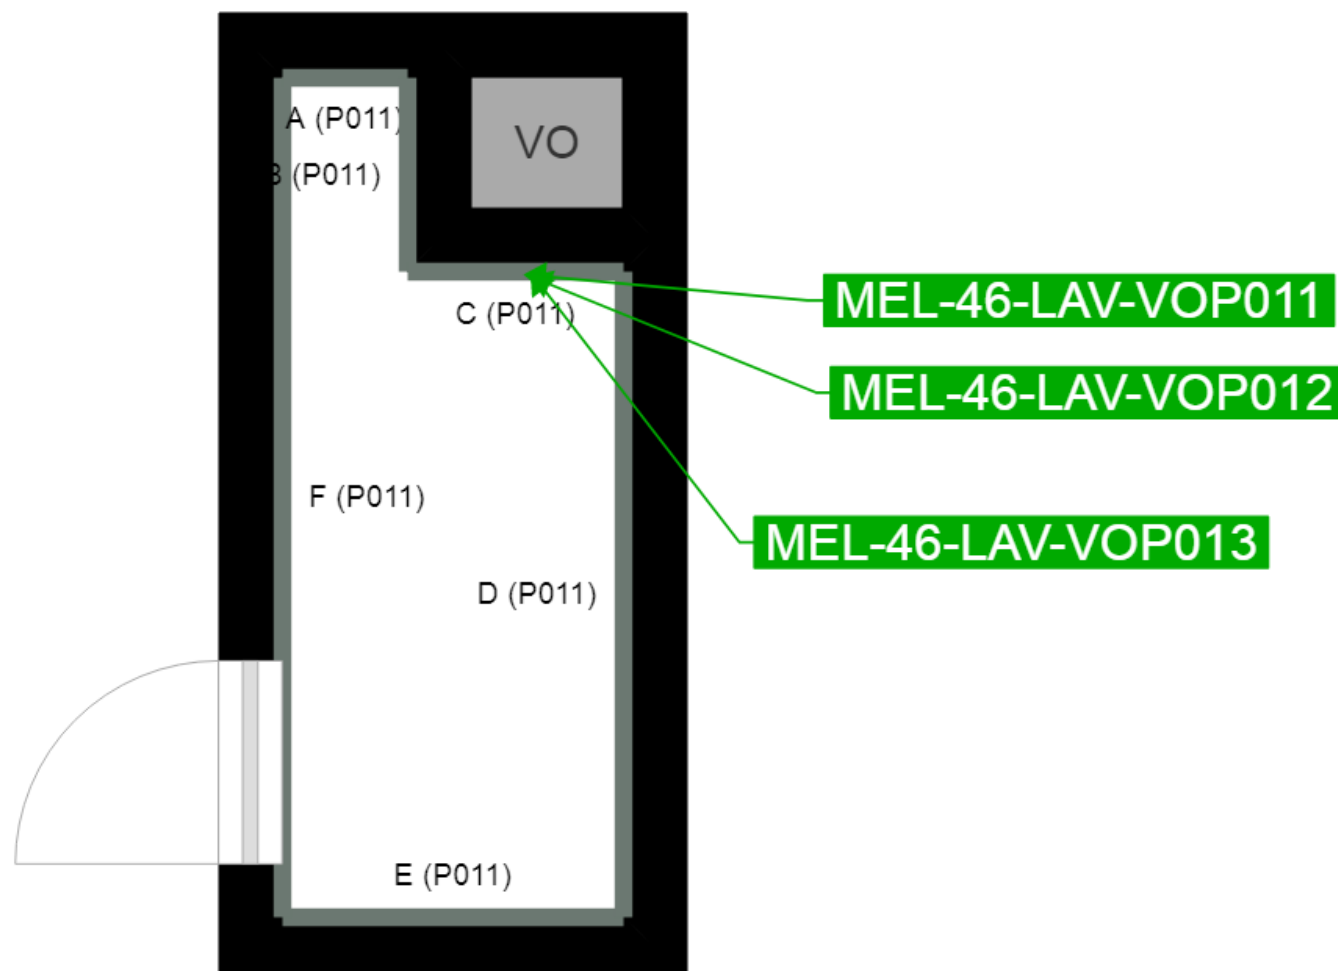 A (P011)
VO
B (P011)
MEL-46-LAV-VOP011
C (P011)
MEL-46-LAV-VOP012
F (P011)
MEL-46-LAV-VOP013
D (P011)
E (P011)